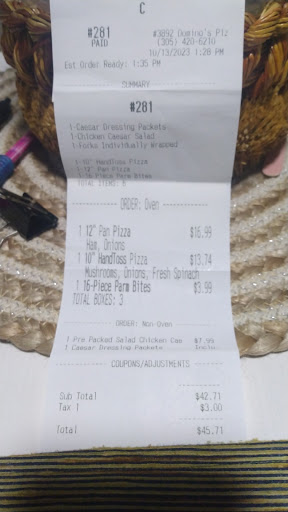 C
#281
PAID
#3892 Domino's Piz
(305) 420-6210
10/13/2023 1:28 PM
Est Order Ready: 1:35 PM
SUMMARY
#281
1-Caesar Dressing Packets
1-Chicken Caesar Salad
1-Forks Individually Wrapped
1-10" HandToss Pizza
1-12" Pan Pizza
1-16-Piece Parm Bites
TOTAL ITEMS: 6
ORDER: Oven
1 12" Pan Pizza $16.99
Ham, Onions
1 10" HandToss Pizza $13.74
Mushrooms, Onions, Fresh Spinach
1 16-Piece Parm Bites $3.99
TOTAL BOXES: 3
ORDER: Non-Oven
1 Pre Packed Salad Chicken Cae $7.99
1 Caesar Dressing Packets
COUPONS/ADJUSTMENTS
Sub Total $42.71
Tax 1 $3.00
Total $45.71